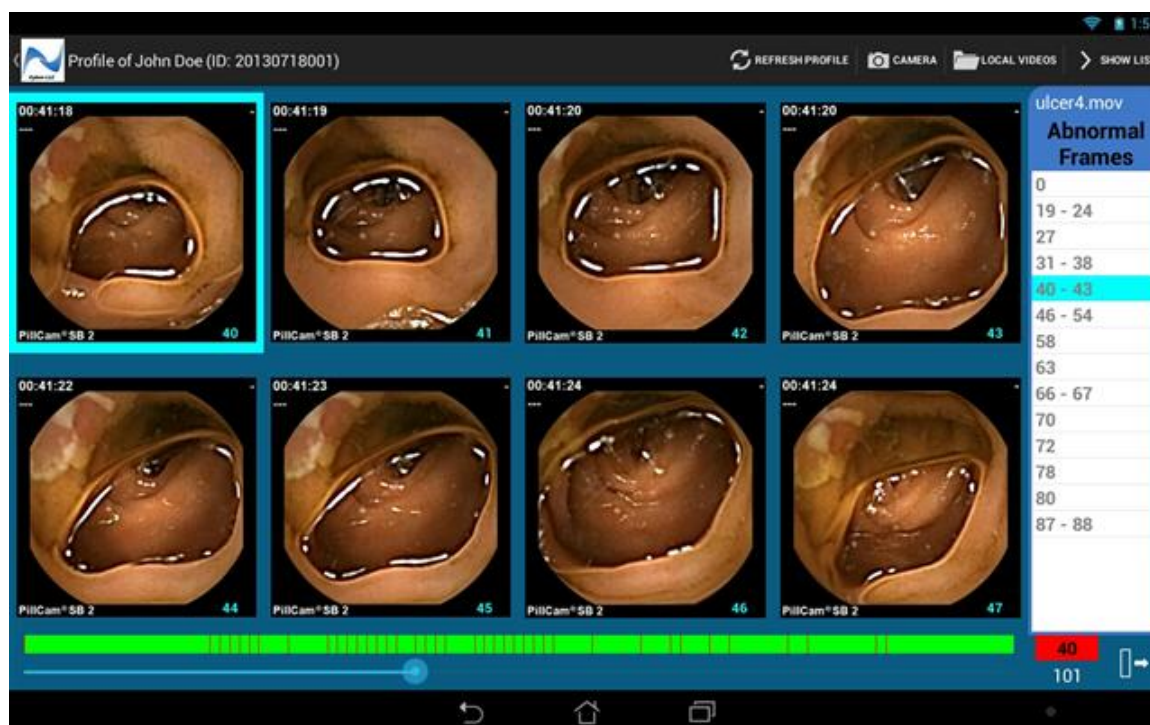 1:5
Profile of John Doe (ID: 20130718001)
REFRESH PROFILE
CAMERA
LOCAL VIDEOS
SHOW LIS
00:41:18
---
PillCam®SB 2
40
00:41:19
---
PillCam®SB 2
41
00:41:20
---
PillCam®SB 2
42
00:41:20
---
PillCam®SB 2
43
00:41:22
---
PillCam®SB 2
44
00:41:23
---
PillCam®SB 2
45
00:41:24
---
PillCam®SB 2
46
00:41:24
---
PillCam®SB 2
47
ulcer4.mov
Abnormal
Frames
0
19 - 24
27
31 - 38
40 - 43
46 - 54
58
63
66 - 67
70
72
78
80
87 - 88
40
101